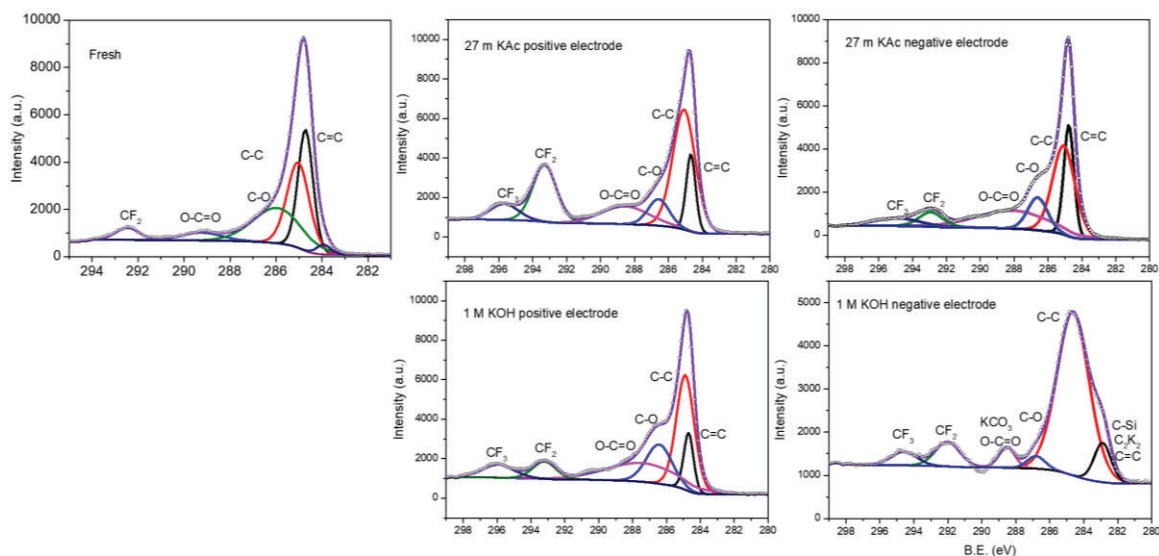 10000
8000
6000
4000
2000
0
Intensity (a.u.)
Fresh
CF2
O-C=O
C-O
C-C
C=C
294 292 290 288 286 284 282
10000
8000
6000
4000
2000
0
Intensity (a.u.)
27 m KAc positive electrode
CF3
CF2
O-C=O
C-O
C-C
C=C
298 296 294 292 290 288 286 284 282 280
8000
6000
4000
2000
0
Intensity (a.u.)
27 m KAc negative electrode
CF3
CF2
O-C=O
C-O
C-C
C=C
298 296 294 292 290 288 286 284 282 280
10000
8000
6000
4000
2000
0
Intensity (a.u.)
1 M KOH positive electrode
CF3
CF2
O-C=O
C-O
C-C
C=C
298 296 294 292 290 288 286 284 282 280
5000
4000
3000
2000
1000
0
Intensity (a.u.)
1 M KOH negative electrode
CF3
CF2
KCO3
O-C=O
C-O
C-C
C-Si
C2K2
C=C
298 296 294 292 290 288 286 284 282 280
B.E. (eV)